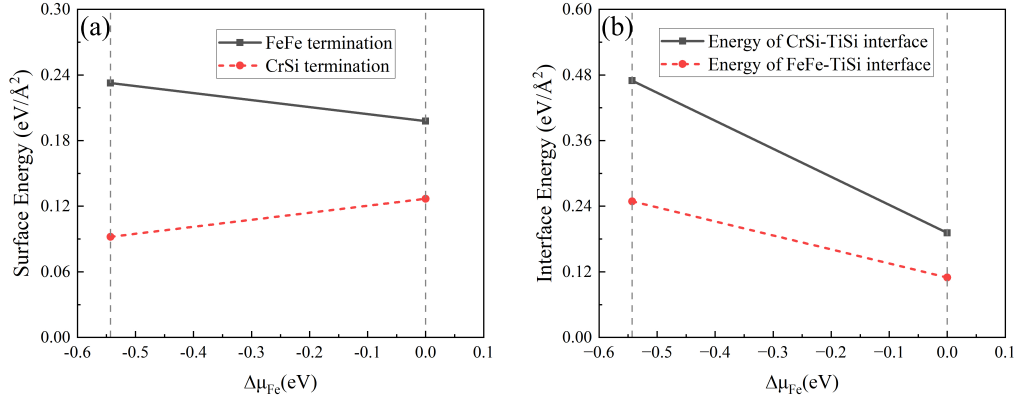 (a)
FeFe termination
CrSi termination
Surface Energy (eV/Å²)
0.30
0.24
0.18
0.12
0.06
0.00
-0.6 -0.5 -0.4 -0.3 -0.2 -0.1 0.0 0.1
Δμ_Fe(eV)
(b)
Energy of CrSi-TiSi interface
Energy of FeFe-TiSi interface
Interface Energy (eV/Å²)
0.60
0.48
0.36
0.24
0.12
0.00
−0.6 −0.5 −0.4 −0.3 −0.2 −0.1 0.0 0.1
Δμ_Fe(eV)